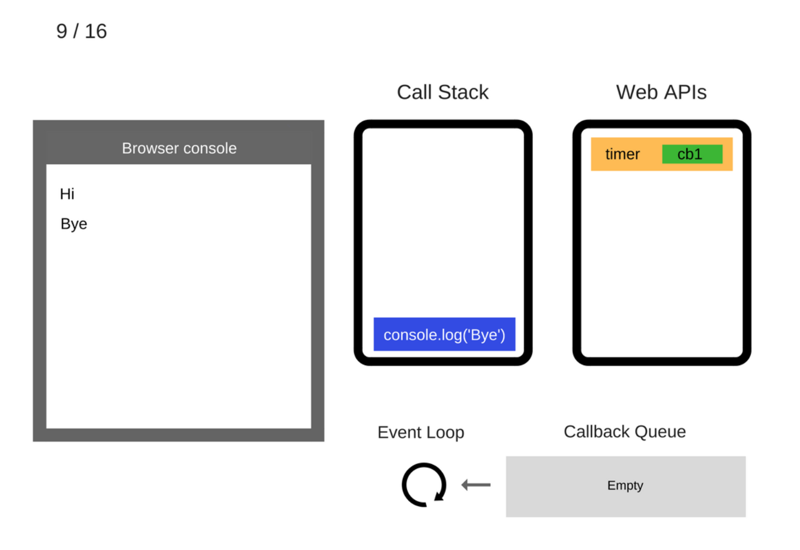 9 / 16
Call Stack
Web APIs
Browser console
timer
cb1
Hi
Bye
console.log('Bye')
Event Loop
Callback Queue
Empty